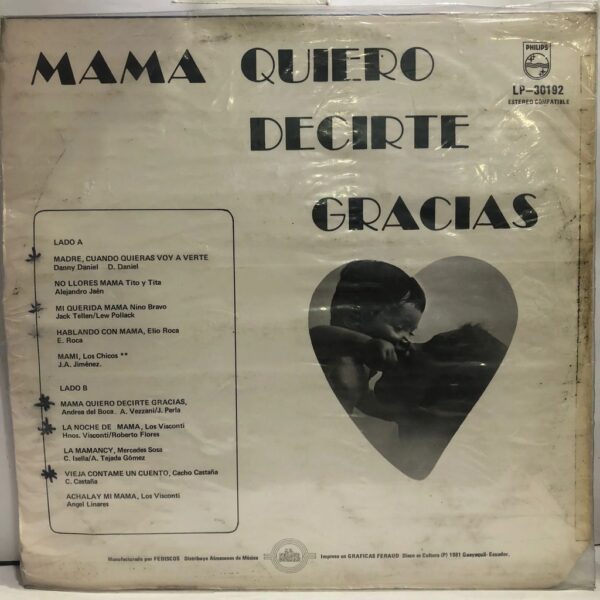 MAMA QUIERO
DECIRTE
GRACIAS
PHILIPS
LP-30192
ESTEREO COMPATIBLE
LADO A
MADRE, CUANDO QUIERAS VOY A VERTE
Danny Daniel D. Daniel
NO LLORES MAMA Tito y Tita
Alejandro Jaén
MI QUERIDA MAMA Nino Bravo
Jack Tellen/Lew Pollack
HABLANDO CON MAMA, Elio Roca
E. Roca
MAMI, Los Chicos **
J.A. Jiménez.
LADO B
MAMA QUIERO DECIRTE GRACIAS,
Andrea del Boca. A. Vezzani/J. Perla
LA NOCHE DE MAMA, Los Visconti
Hnos. Visconti/Roberto Flores
LA MAMANCY, Mercedes Sosa
C. Isella/A. Tejada Gómez
VIEJA CONTAME UN CUENTO, Cacho Castaña
C. Castaña
ACHALAY MI MAMA, Los Visconti
Angel Linares
Manufacturado por FEDISCOS Distribuye Almacenes de Música Impreso en GRAFICAS FERAUD Disco es Cultura (P) 1981 Guayaquil-Ecuador.